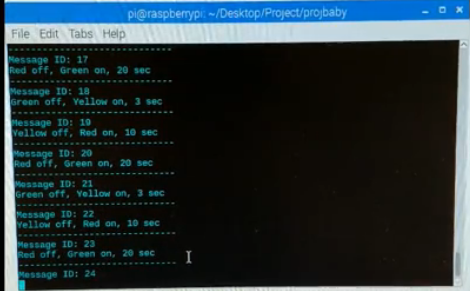 pi@raspberrypi: ~/Desktop/Project/projbaby
File Edit Tabs Help
------------------------------
Message ID: 17
Red off, Green on, 20 sec
------------------------------
Message ID: 18
Green off, Yellow on, 3 sec
------------------------------
Message ID: 19
Yellow off, Red on, 10 sec
------------------------------
Message ID: 20
Red off, Green on, 20 sec
------------------------------
Message ID: 21
Green off, Yellow on, 3 sec
------------------------------
Message ID: 22
Yellow off, Red on, 10 sec
------------------------------
Message ID: 23
Red off, Green on, 20 sec
------------------------------
Message ID: 24